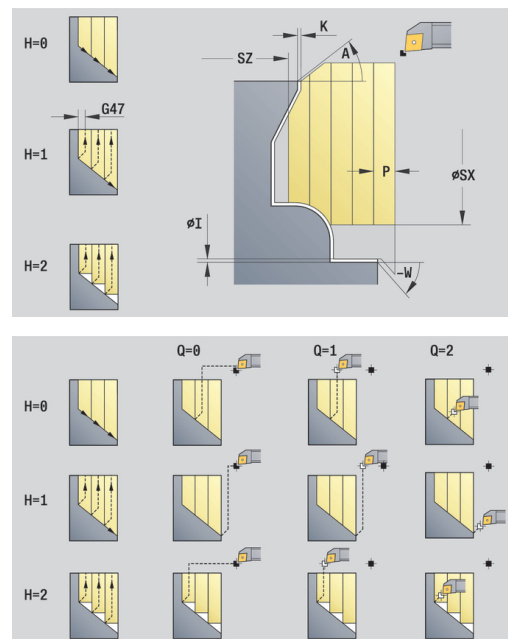 H=0
G47
H=1
H=2
K
SZ
A
P
øSX
øI
-W
Q=0 Q=1 Q=2
H=0
H=1
H=2